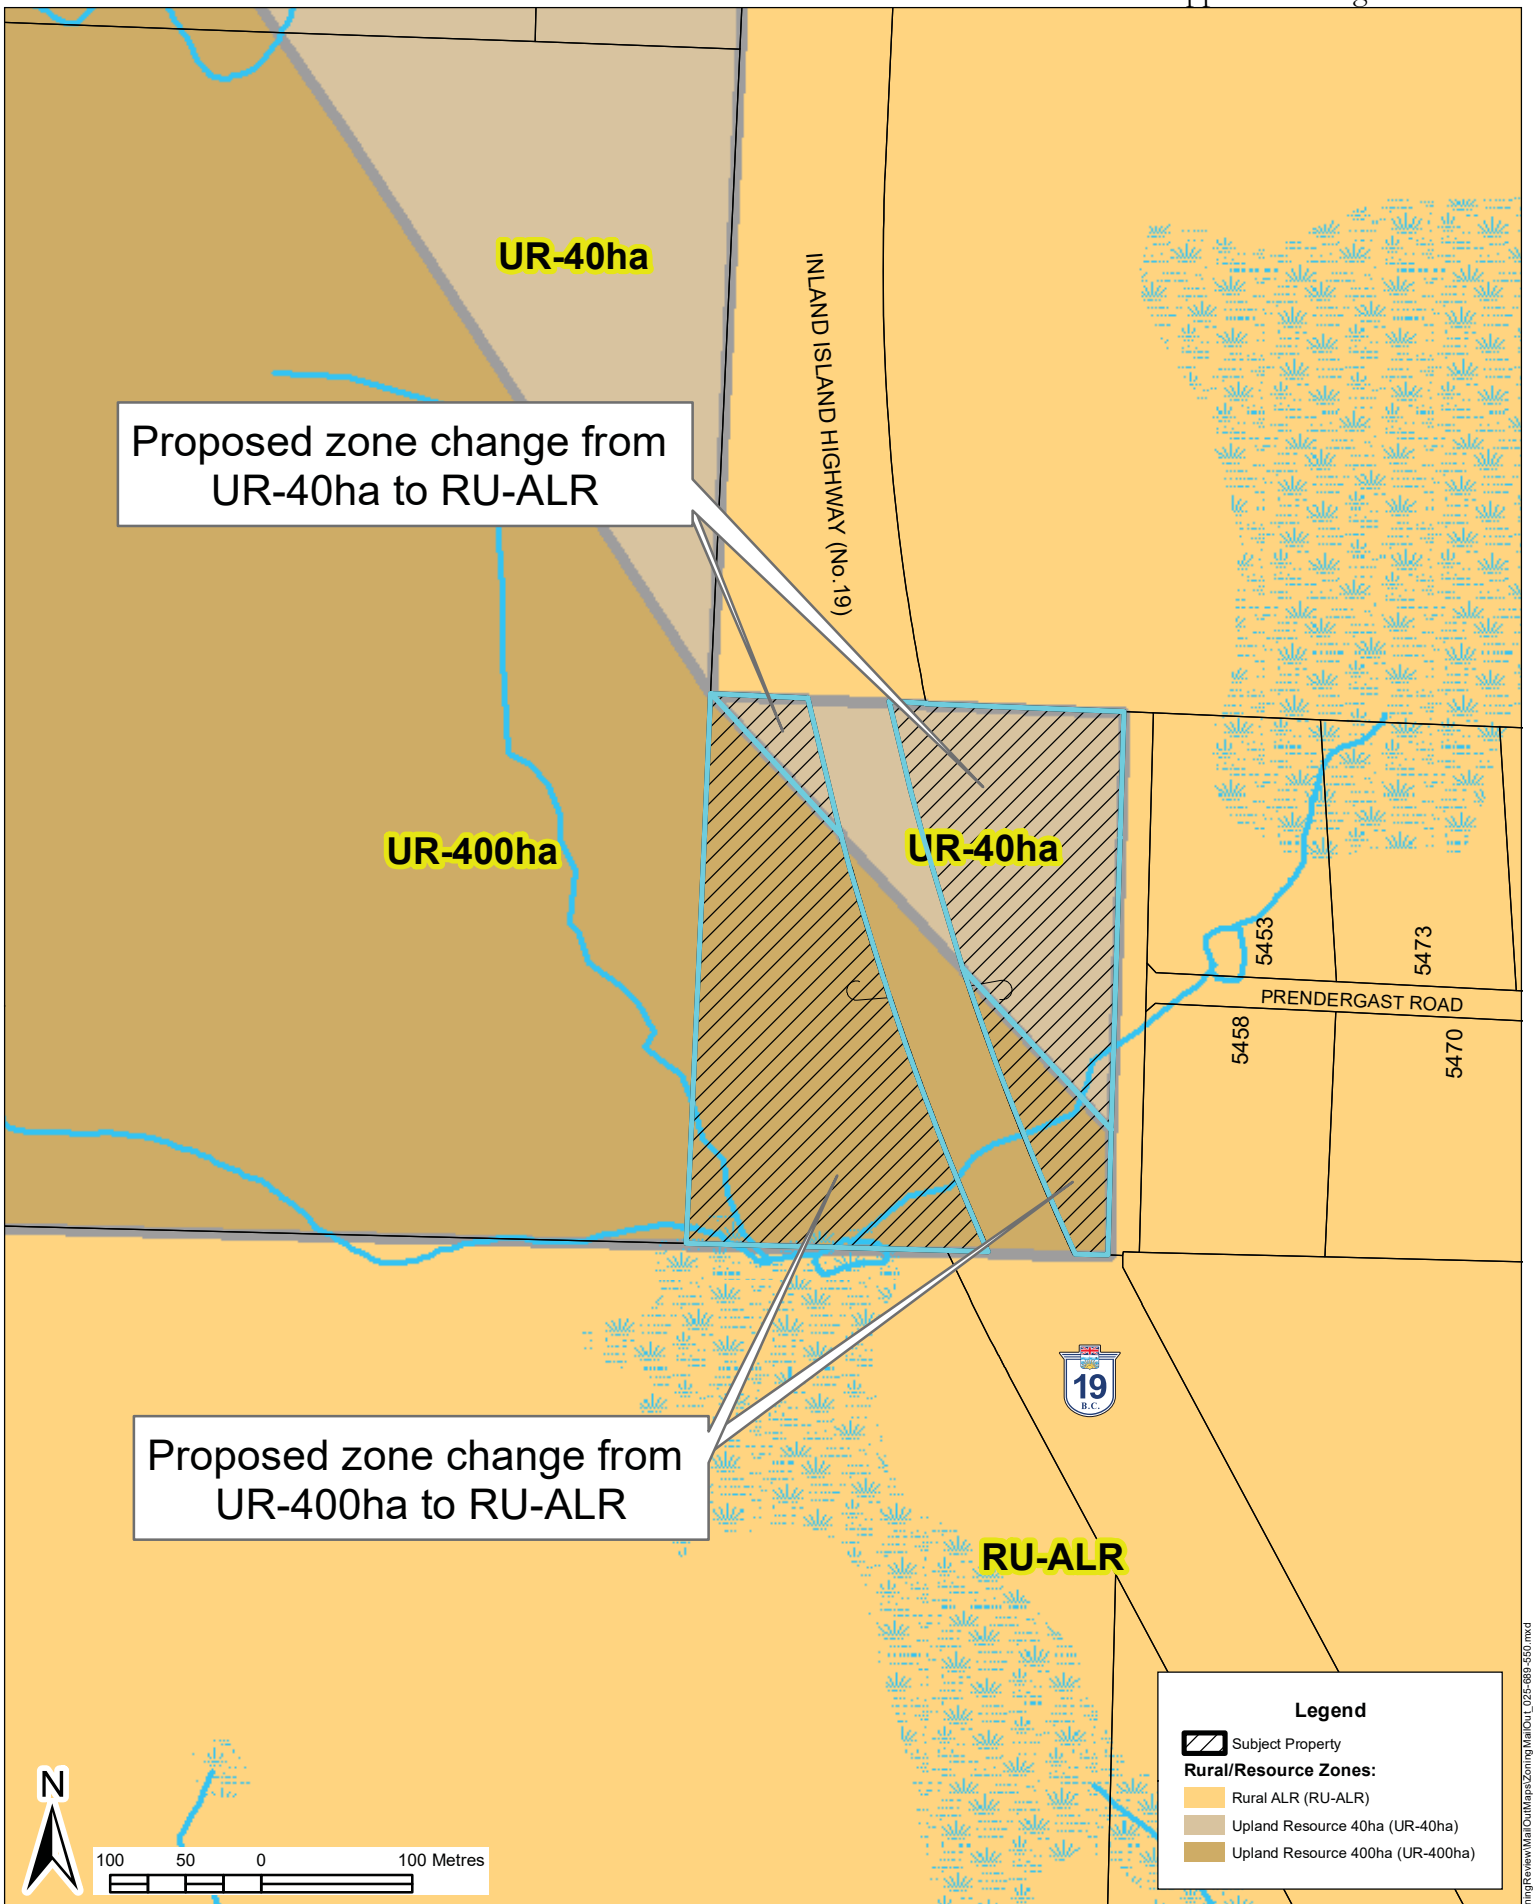 UR-40ha
INLAND ISLAND HIGHWAY (No.19)
Proposed zone change from
UR-40ha to RU-ALR
UR-400ha
UR-40ha
5453
5473
PRENDERGAST ROAD
5458
5470
19
B.C.
Proposed zone change from
UR-400ha to RU-ALR
RU-ALR
Legend
Subject Property
Rural/Resource Zones:
Rural ALR (RU-ALR)
Upland Resource 40ha (UR-40ha)
Upland Resource 400ha (UR-400ha)
N
100 50 0 100 Metres